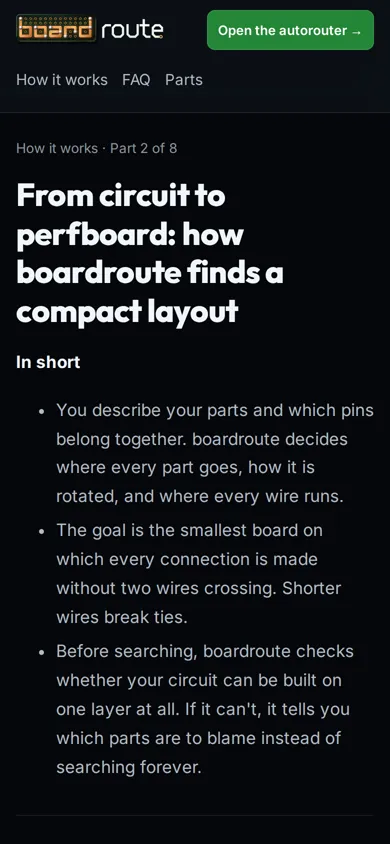 board route
Open the autorouter →
How it works FAQ Parts
How it works · Part 2 of 8
From circuit to
perfboard: how
boardroute finds a
compact layout
In short
• You describe your parts and which pins
belong together. boardroute decides
where every part goes, how it is
rotated, and where every wire runs.
• The goal is the smallest board on
which every connection is made
without two wires crossing. Shorter
wires break ties.
• Before searching, boardroute checks
whether your circuit can be built on
one layer at all. If it can't, it tells you
which parts are to blame instead of
searching forever.